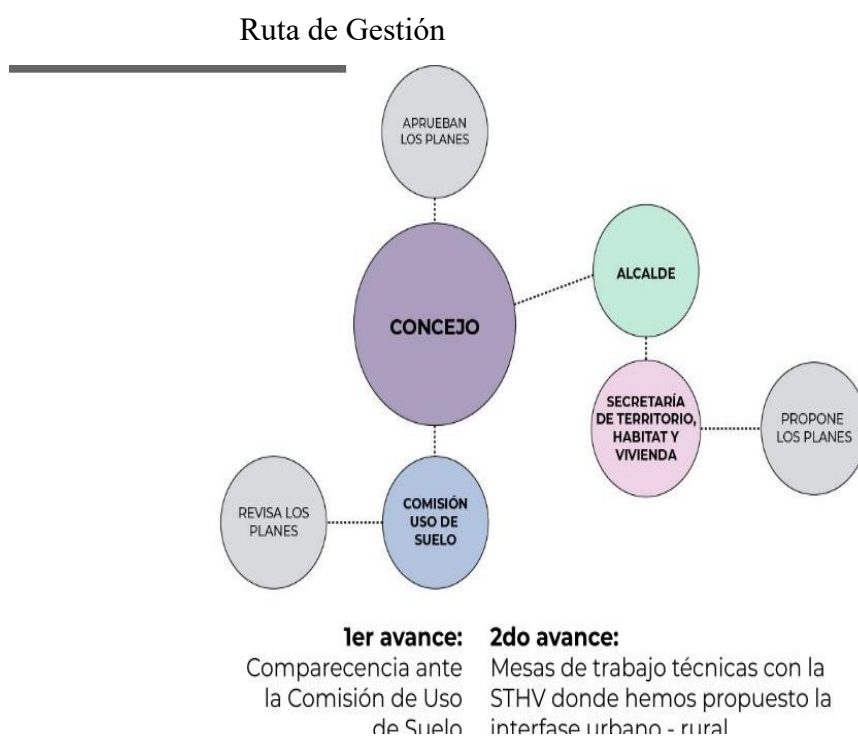 Ruta de Gestión
APRUEBAN
LOS PLANES
CONCEJO
ALCALDE
SECRETARÍA
DE TERRITORIO,
HABITAT Y
VIVIENDA
PROPONE
LOS PLANES
REVISA LOS
PLANES
COMISIÓN
USO DE
SUELO
1er avance:
Comparecencia ante
la Comisión de Uso
de Suelo
2do avance:
Mesas de trabajo técnicas con la
STHV donde hemos propuesto la
interfase urbano - rural